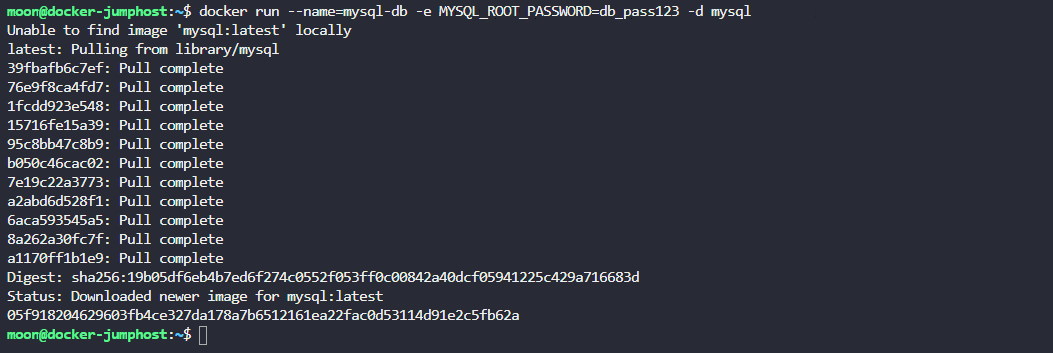 moon@docker-jumphost:~$ docker run --name=mysql-db -e MYSQL_ROOT_PASSWORD=db_pass123 -d mysql
Unable to find image 'mysql:latest' locally
latest: Pulling from library/mysql
39fbafb6c7ef: Pull complete
76e9f8ca4fd7: Pull complete
1fcdd923e548: Pull complete
15716fe15a39: Pull complete
95c8bb47c8b9: Pull complete
b050c46cac02: Pull complete
7e19c22a3773: Pull complete
a2abd6d528f1: Pull complete
6aca593545a5: Pull complete
8a262a30fc7f: Pull complete
a1170ff1b1e9: Pull complete
Digest: sha256:19b05df6eb4b7ed6f274c0552f053ff0c00842a40dcf05941225c429a716683d
Status: Downloaded newer image for mysql:latest
05f918204629603fb4ce327da178a7b6512161ea22fac0d53114d91e2c5fb62a
moon@docker-jumphost:~$